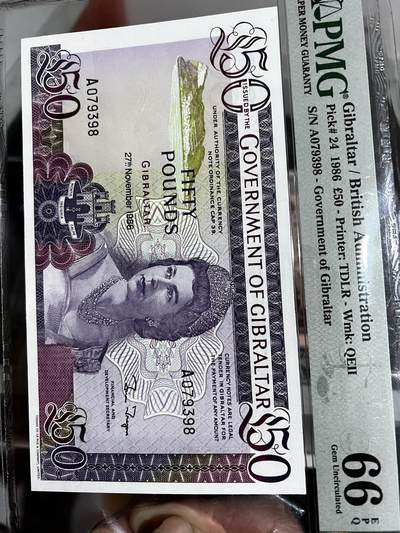 PMG
PAPER MONEY GUARANTY
Gibraltar / British Administration
Pick# 24 1986 £50 - Printer: TDLR - Wmk: QEII
S/N A079398 - Government of Gibraltar
66 EPQ
Gem Uncirculated
£50
ISSUED BY THE
GOVERNMENT OF GIBRALTAR
£50
UNDER AUTHORITY OF THE CURRENCY
NOTE ORDINANCE CAP 39.
CURRENCY NOTES ARE LEGAL
TENDER IN GIBRALTAR FOR
THE PAYMENT OF ANY AMOUNT
FIFTY
POUNDS
GIBRALTAR
27th November 1986
A079398
A079398
FINANCIAL AND
DEVELOPMENT SECRETARY
£50
£50